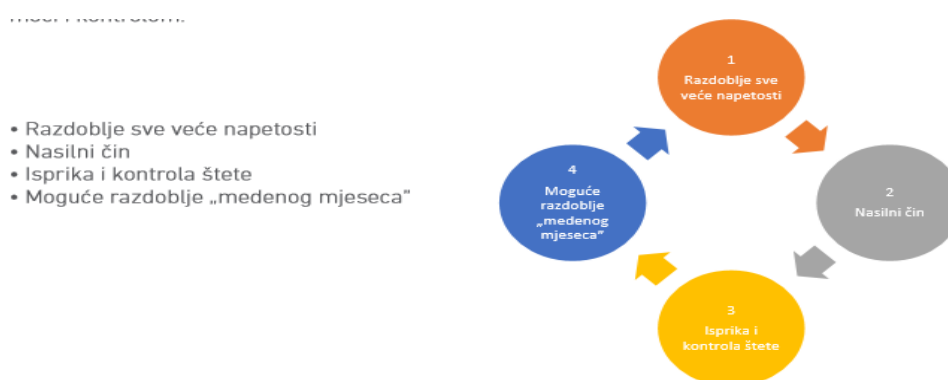 • Razdoblje sve veće napetosti
• Nasilni čin
• Isprika i kontrola štete
• Moguće razdoblje „medenog mjeseca”
1
Razdoblje sve
veće napetosti
2
Nasilni čin
3
Isprika i
kontrola štete
4
Moguće
razdoblje
„medenog
mjeseca”